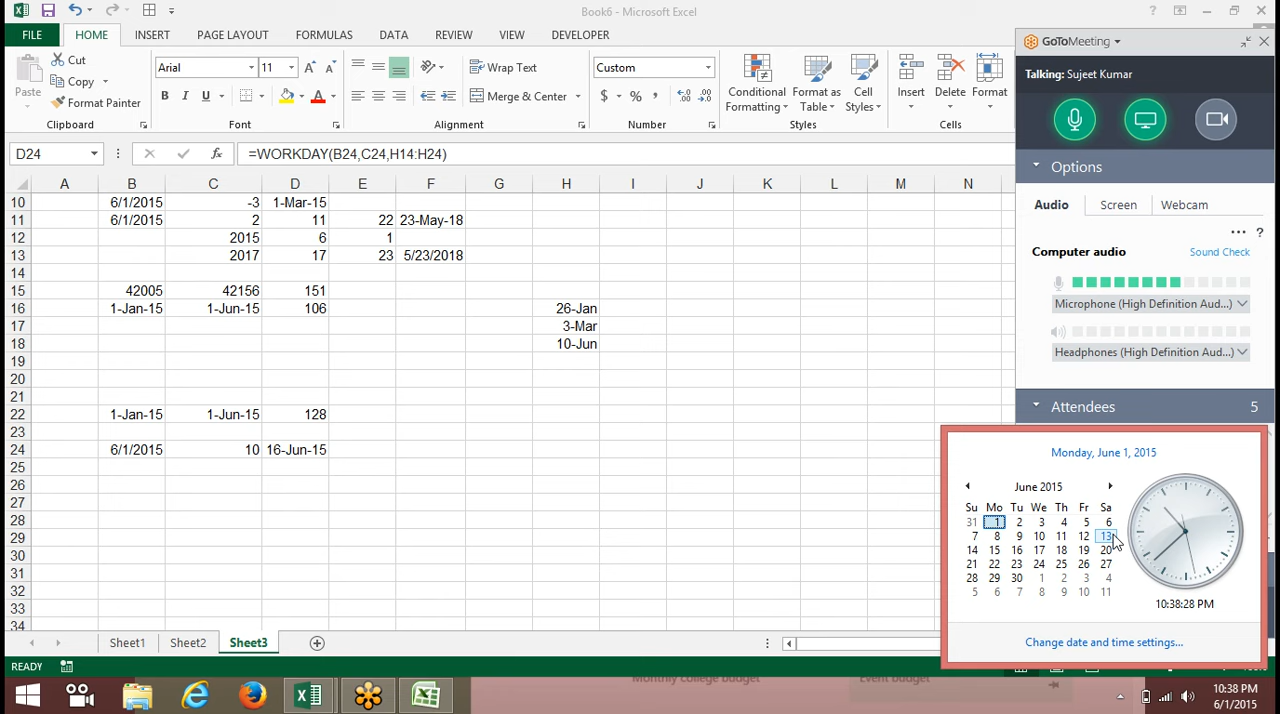 Book6 - Microsoft Excel
FILE HOME INSERT PAGE LAYOUT FORMULAS DATA REVIEW VIEW DEVELOPER
Paste
Cut
Copy
Format Painter
Clipboard
Arial 11
B I U
Font
Wrap Text
Merge & Center
Alignment
Custom
$ % ,
Number
Conditional Formatting
Format as Table
Cell Styles
Styles
Insert Delete Format
Cells
D24 fx =WORKDAY(B24,C24,H14:H24)
A B C D E F G H I J K L M N
10 6/1/2015 -3 1-Mar-15
11 6/1/2015 2 11 22 23-May-18
12 2015 6 1
13 2017 17 23 5/23/2018
14
15 42005 42156 151
16 1-Jan-15 1-Jun-15 106 26-Jan
17 3-Mar
18 10-Jun
19
20
21
22 1-Jan-15 1-Jun-15 128
23
24 6/1/2015 10 16-Jun-15
25
26
27
28
29
30
31
32
33
34
Sheet1 Sheet2 Sheet3
READY
GoToMeeting
Talking: Sujeet Kumar
Options
Audio Screen Webcam
... ?
Computer audio Sound Check
Microphone (High Definition Aud...)
Headphones (High Definition Aud...)
Attendees 5
Monday, June 1, 2015
June 2015
Su Mo Tu We Th Fr Sa
31 1 2 3 4 5 6
7 8 9 10 11 12 13
14 15 16 17 18 19 20
21 22 23 24 25 26 27
28 29 30 1 2 3 4
5 6 7 8 9 10 11
10:38:28 PM
Change date and time settings...
Monthly college budget
Event budget
10:38 PM
6/1/2015